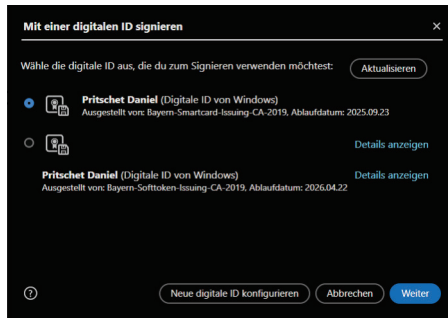 Mit einer digitalen ID signieren
Wähle die digitale ID aus, die du zum Signieren verwenden möchtest:
Aktualisieren
Pritschet Daniel (Digitale ID von Windows)
Ausgestellt von: Bayern-Smartcard-Issuing-CA-2019, Ablaufdatum: 2025.09.23
Details anzeigen
Pritschet Daniel (Digitale ID von Windows)
Details anzeigen
Ausgestellt von: Bayern-Softtoken-Issuing-CA-2019, Ablaufdatum: 2026.04.22
Neue digitale ID konfigurieren
Abbrechen
Weiter